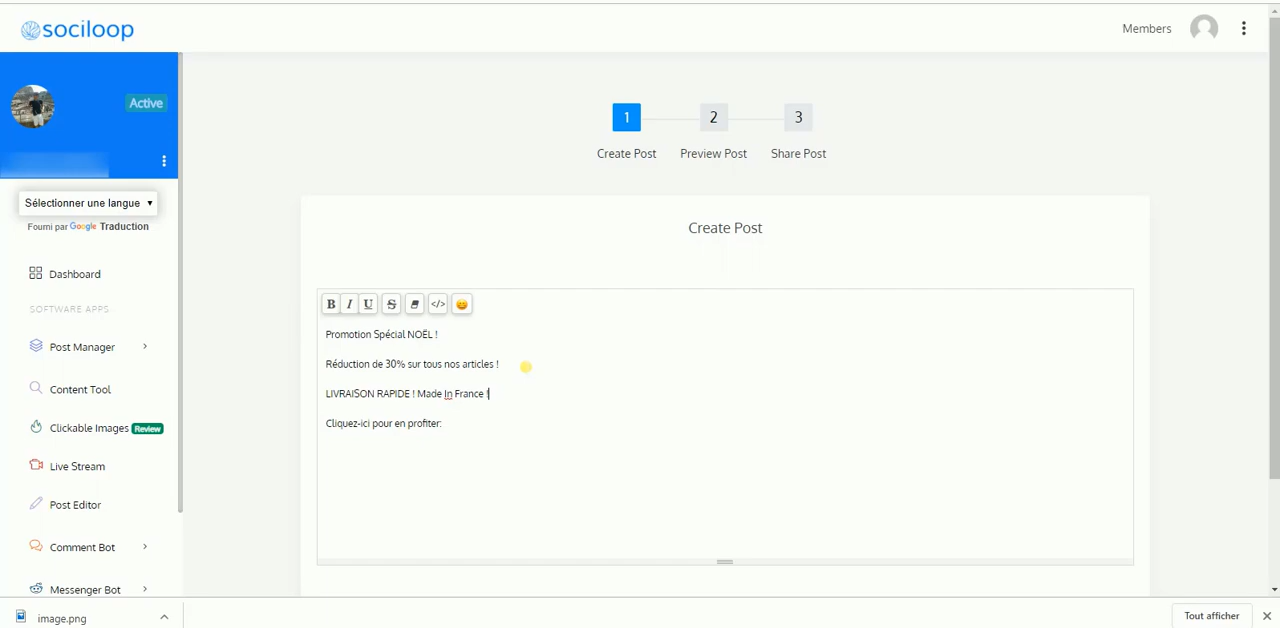 sociloop
Members
Active
Sélectionner une langue
Fourni par Google Traduction
Dashboard
SOFTWARE APPS
Post Manager
Content Tool
Clickable Images Review
Live Stream
Post Editor
Comment Bot
Messenger Bot
1 2 3
Create Post Preview Post Share Post
Create Post
B I U S </>
Promotion Spécial NOËL !
Réduction de 30% sur tous nos articles !
LIVRAISON RAPIDE ! Made In France !
Cliquez-ici pour en profiter:
image.png
Tout afficher